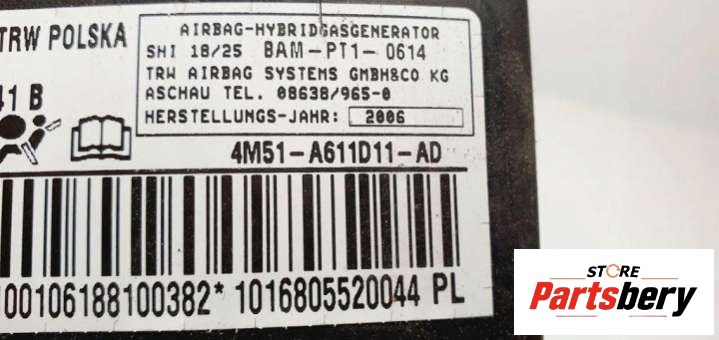 TRW POLSKA
AIRBAG-HYBRIDGASGENERATOR
SHI 18/25 BAM-PT1-0614
TRW AIRBAG SYSTEMS GMBH&CO KG
ASCHAU TEL. 08638/965-0
HERSTELLUNGS-JAHR: 2006
41 B
4M51-A611D11-AD
00106188100382* 1016805520044 PL
STORE
Partsbery